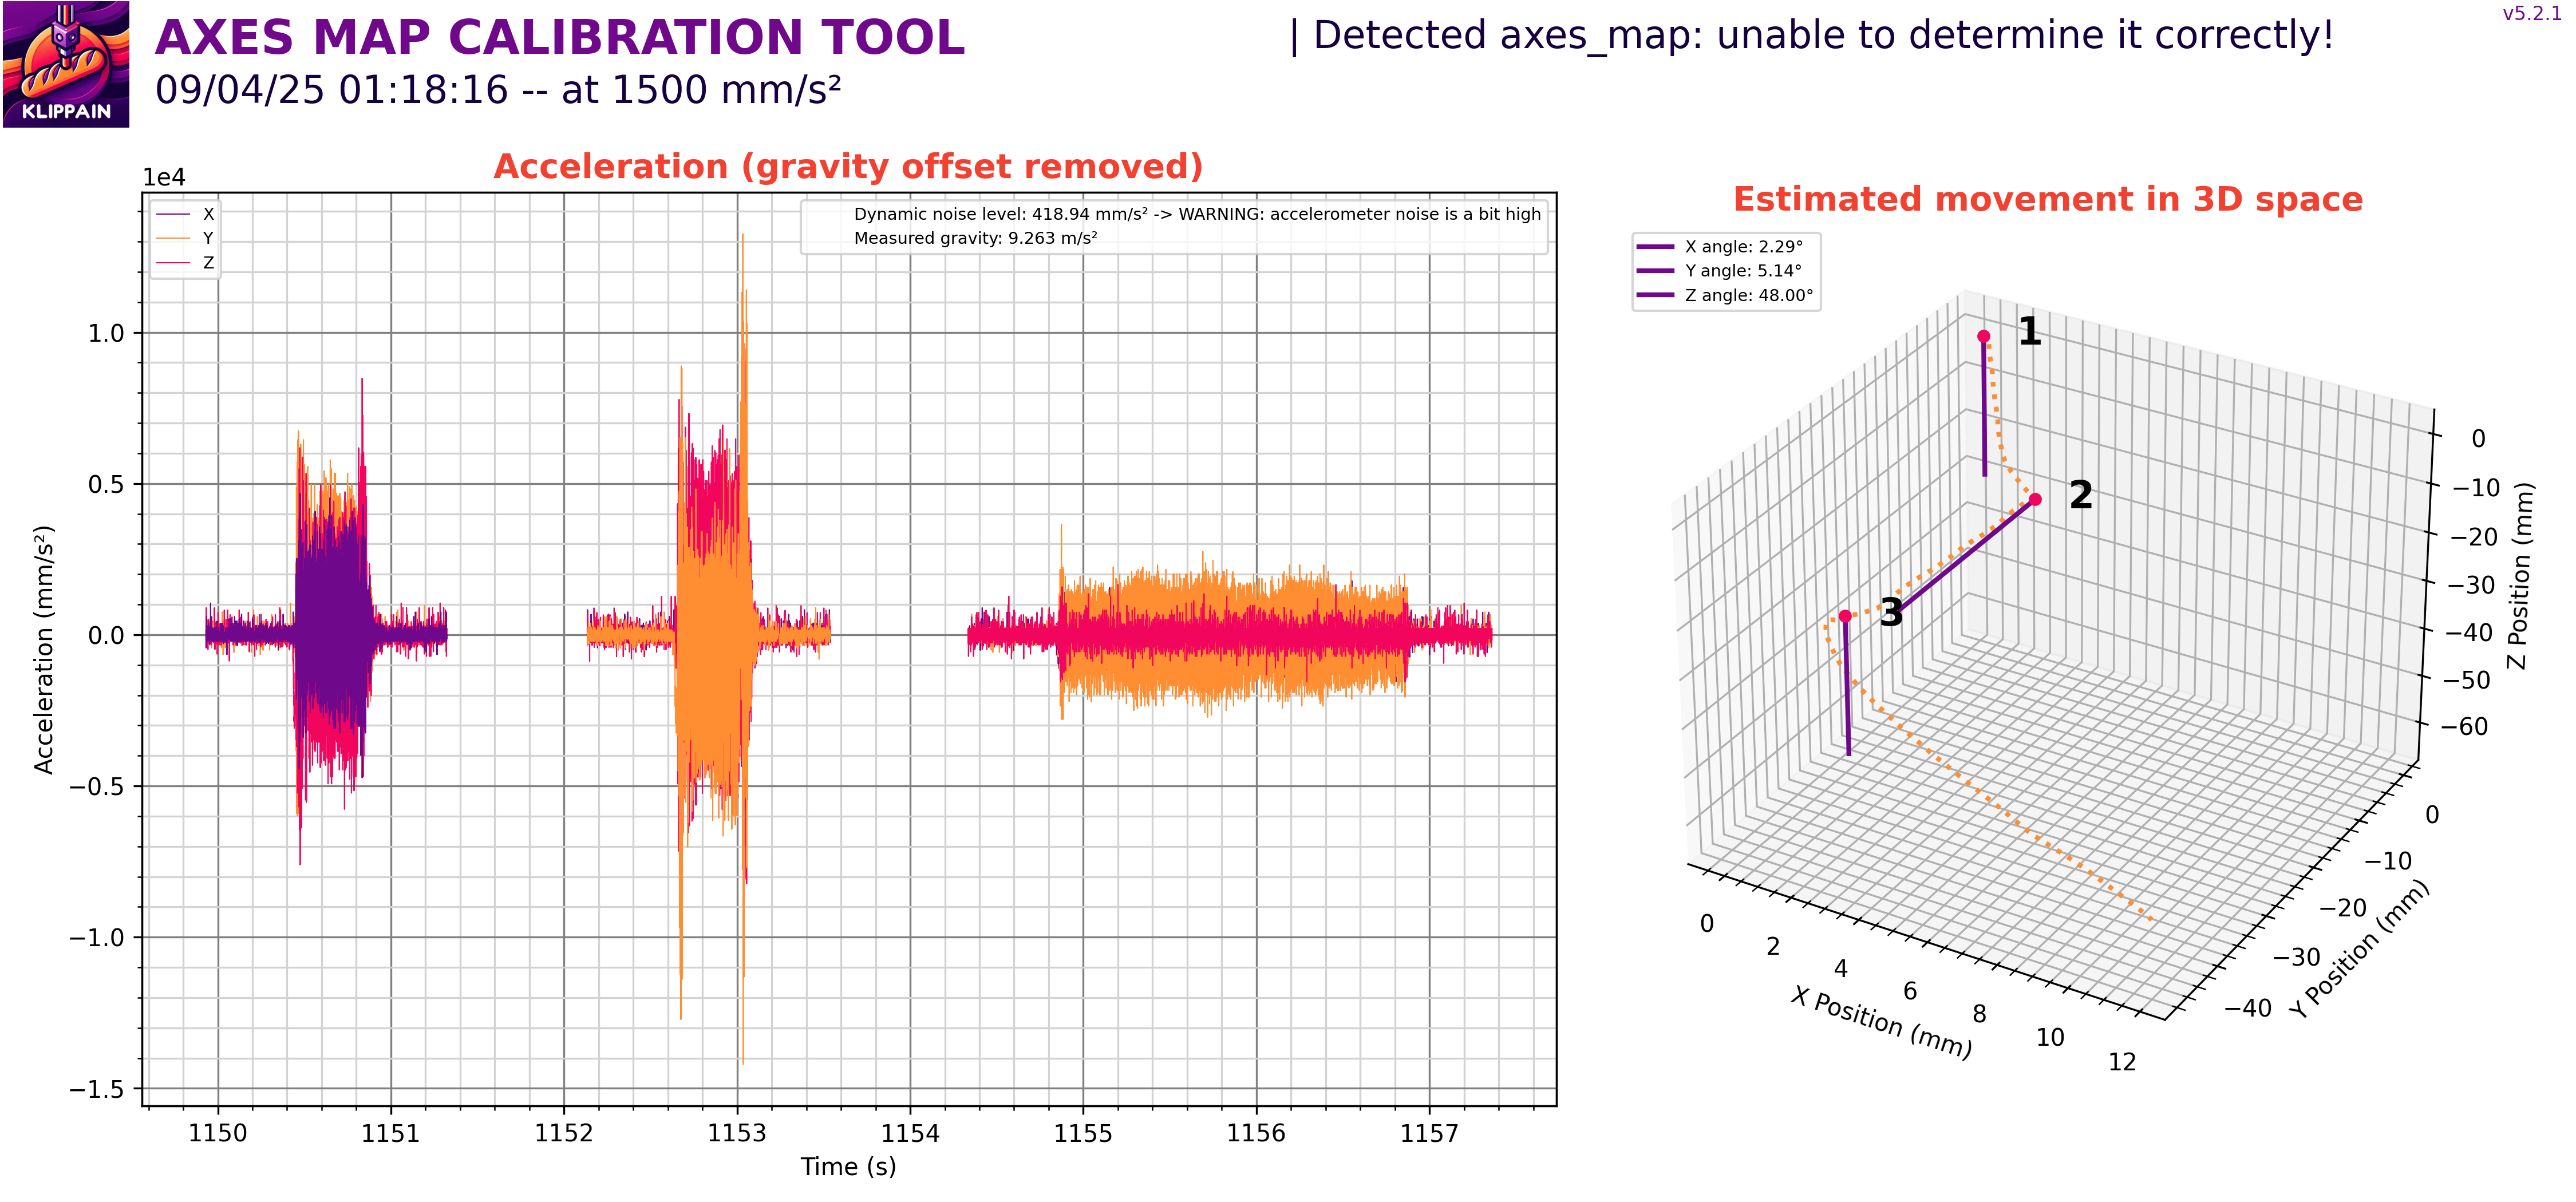 v5.2.1
AXES MAP CALIBRATION TOOL
| Detected axes_map: unable to determine it correctly!
09/04/25 01:18:16 -- at 1500 mm/s²
KLIPPAIN
Acceleration (gravity offset removed)
1e4
X
Y
Z
Dynamic noise level: 418.94 mm/s² -> WARNING: accelerometer noise is a bit high
Measured gravity: 9.263 m/s²
1.0
0.5
0.0
−0.5
−1.0
−1.5
Acceleration (mm/s²)
1150
1151
1152
1153
1154
1155
1156
1157
Time (s)
Estimated movement in 3D space
X angle: 2.29°
Y angle: 5.14°
Z angle: 48.00°
1
2
3
0
−10
−20
−30
−40
−50
−60
Z Position (mm)
0
−10
−20
−30
−40
Y Position (mm)
0
2
4
6
8
10
12
X Position (mm)